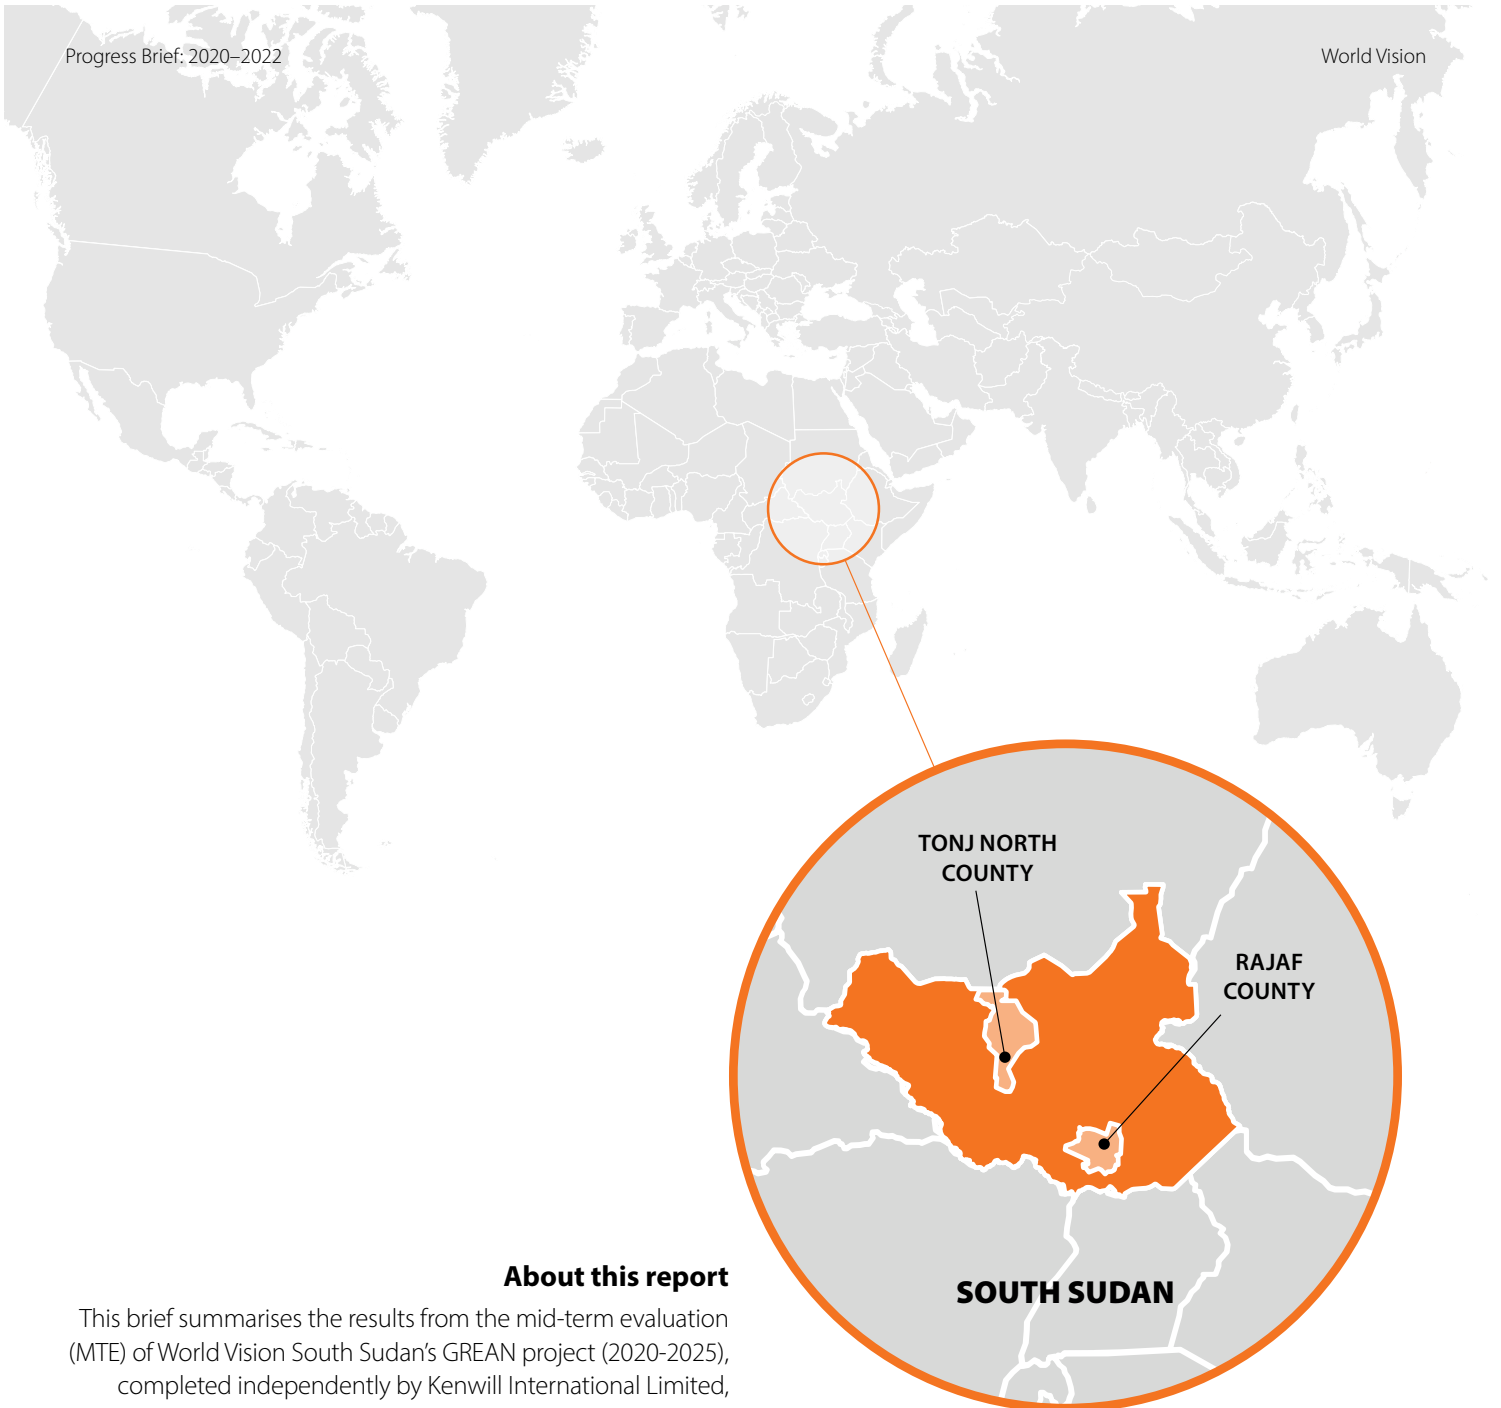 Progress Brief: 2020–2022
World Vision
TONJ NORTH
COUNTY
RAJAF
COUNTY
SOUTH SUDAN
About this report
This brief summarises the results from the mid-term evaluation
(MTE) of World Vision South Sudan’s GREAN project (2020-2025),
completed independently by Kenwill International Limited,